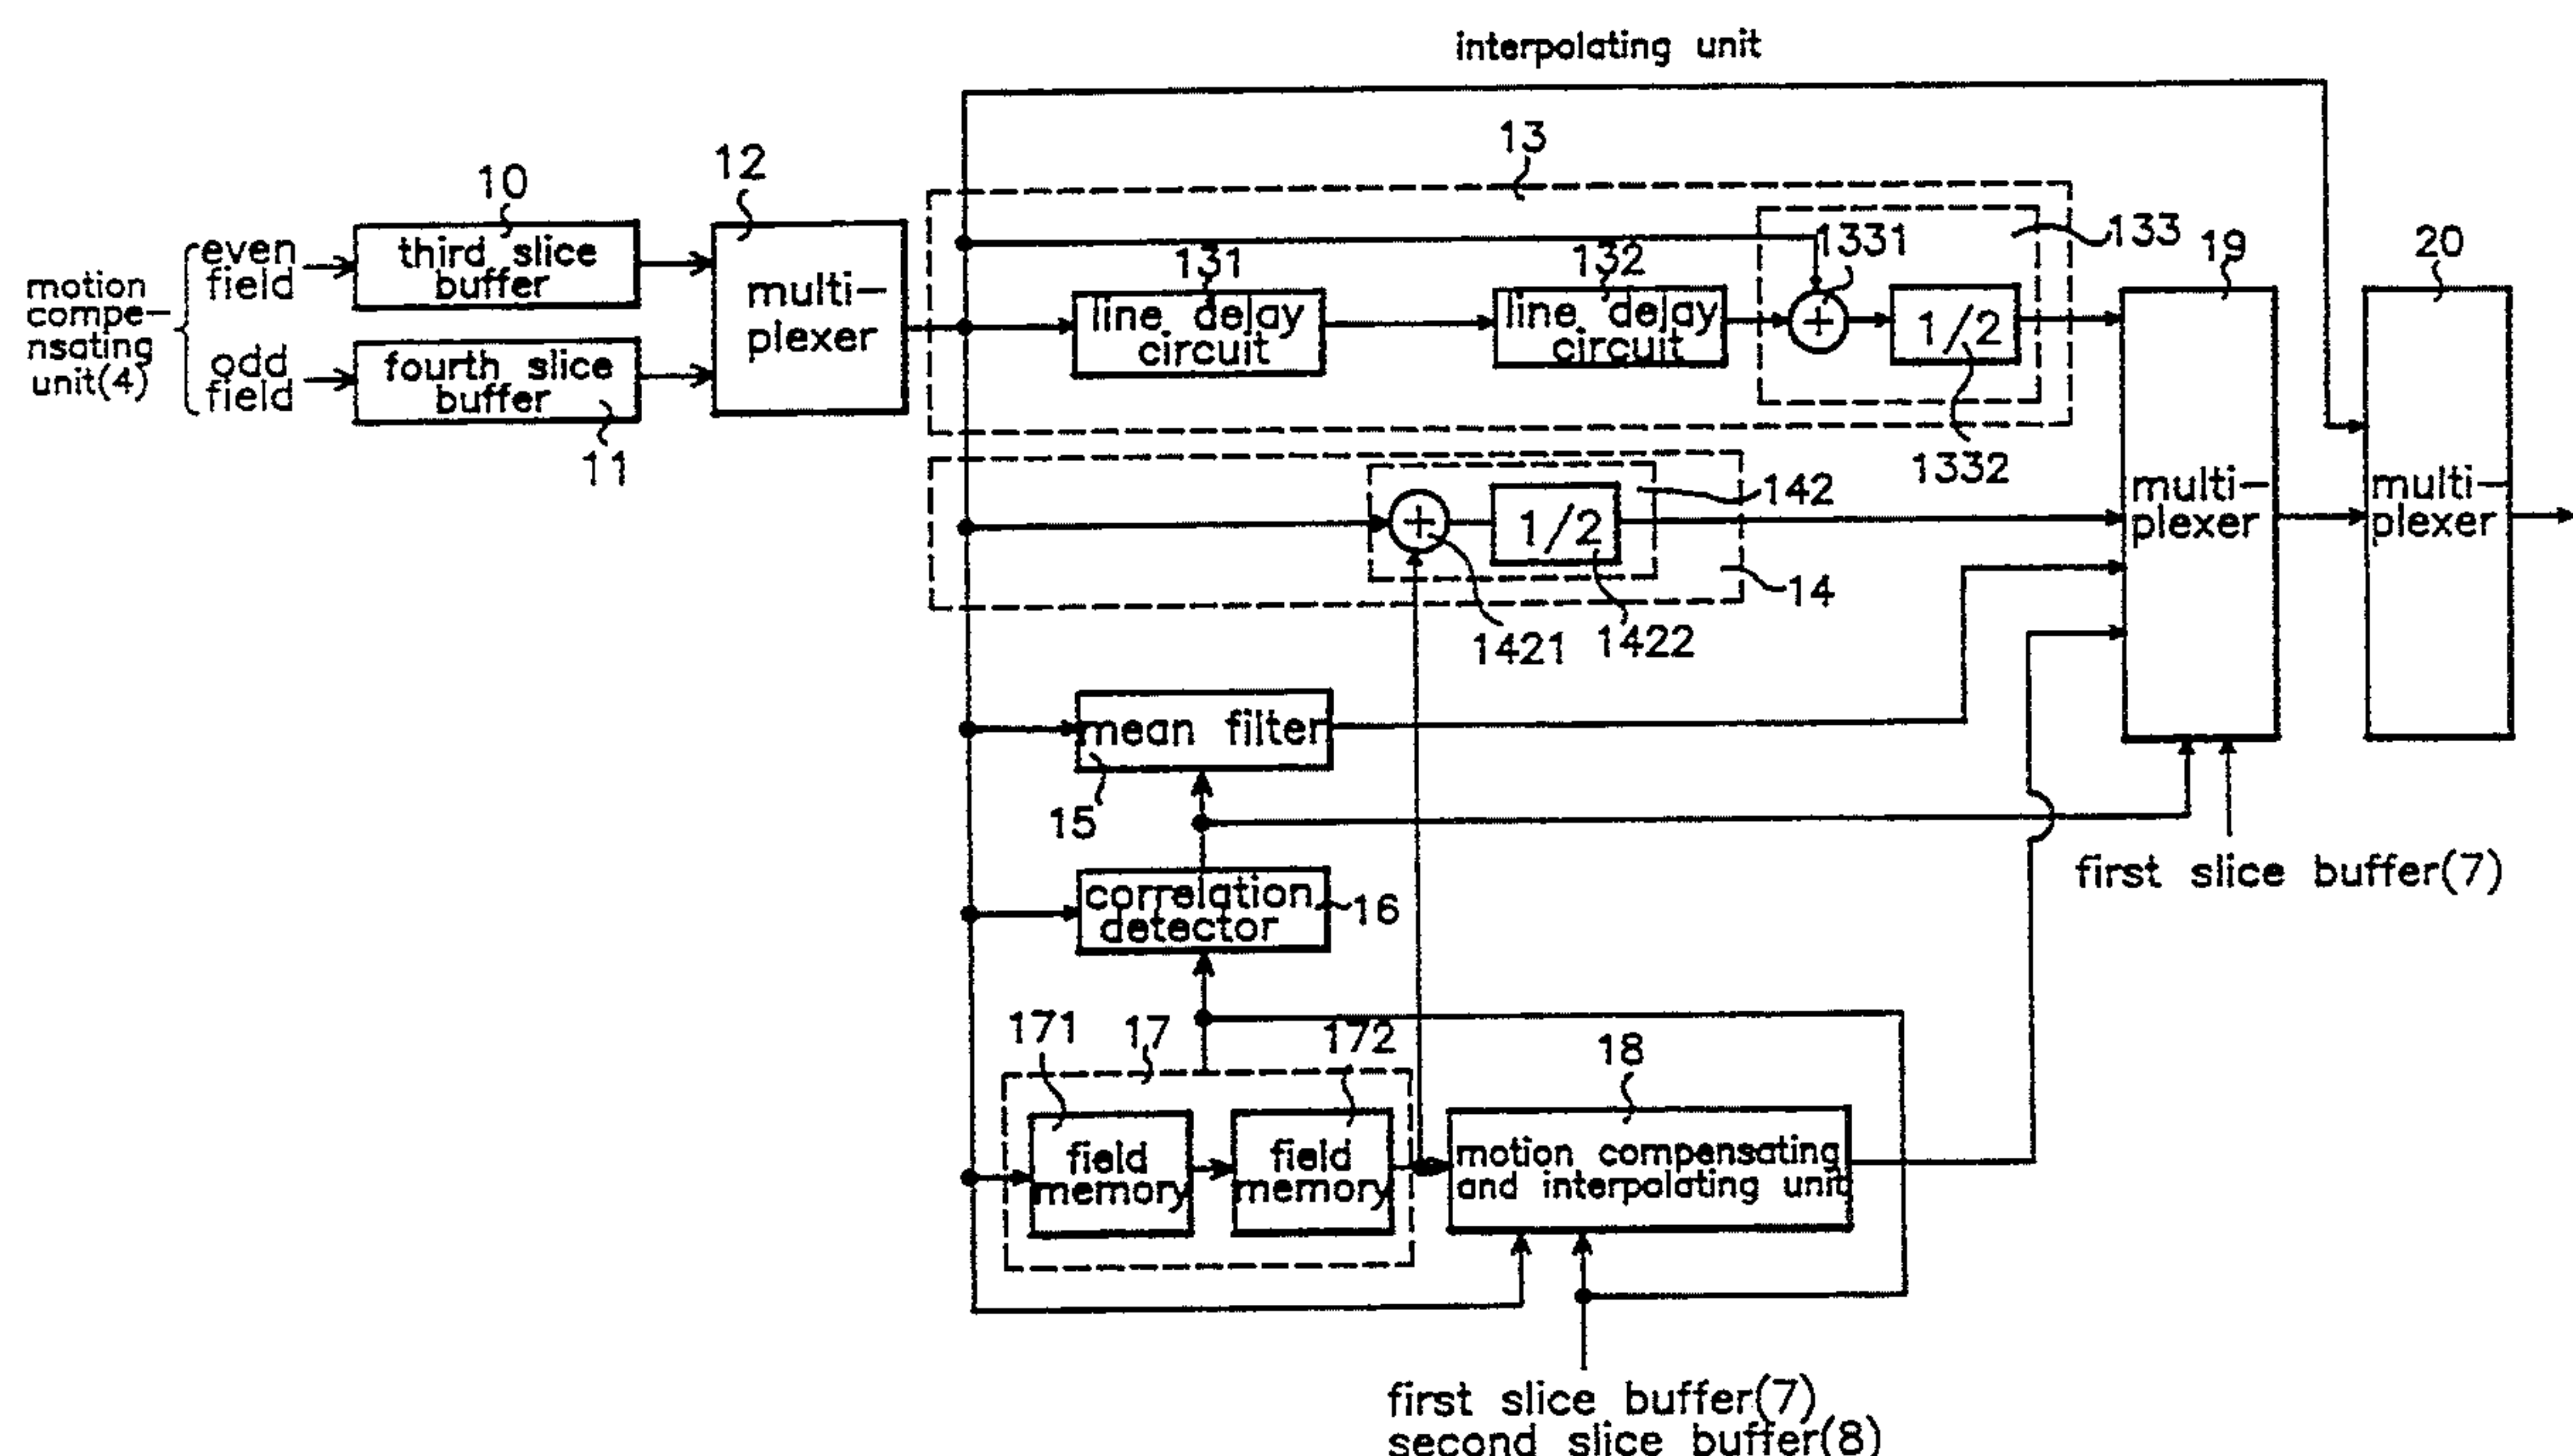 interpolating unit
motion
compe-
nsating
unit(4)
even
field
odd
field
10
third slice
buffer
fourth slice
buffer
11
12
multi-
plexer
13
131
line delay
circuit
132
line delay
circuit
1331
133
1/2
1332
142
1/2
14
1421
1422
19
multi-
plexer
20
multi-
plexer
mean filter
15
correlation
detector
16
first slice buffer(7)
171
17
172
field
memory
field
memory
18
motion compensating
and interpolating unit
first slice buffer(7)
second slice buffer(8)